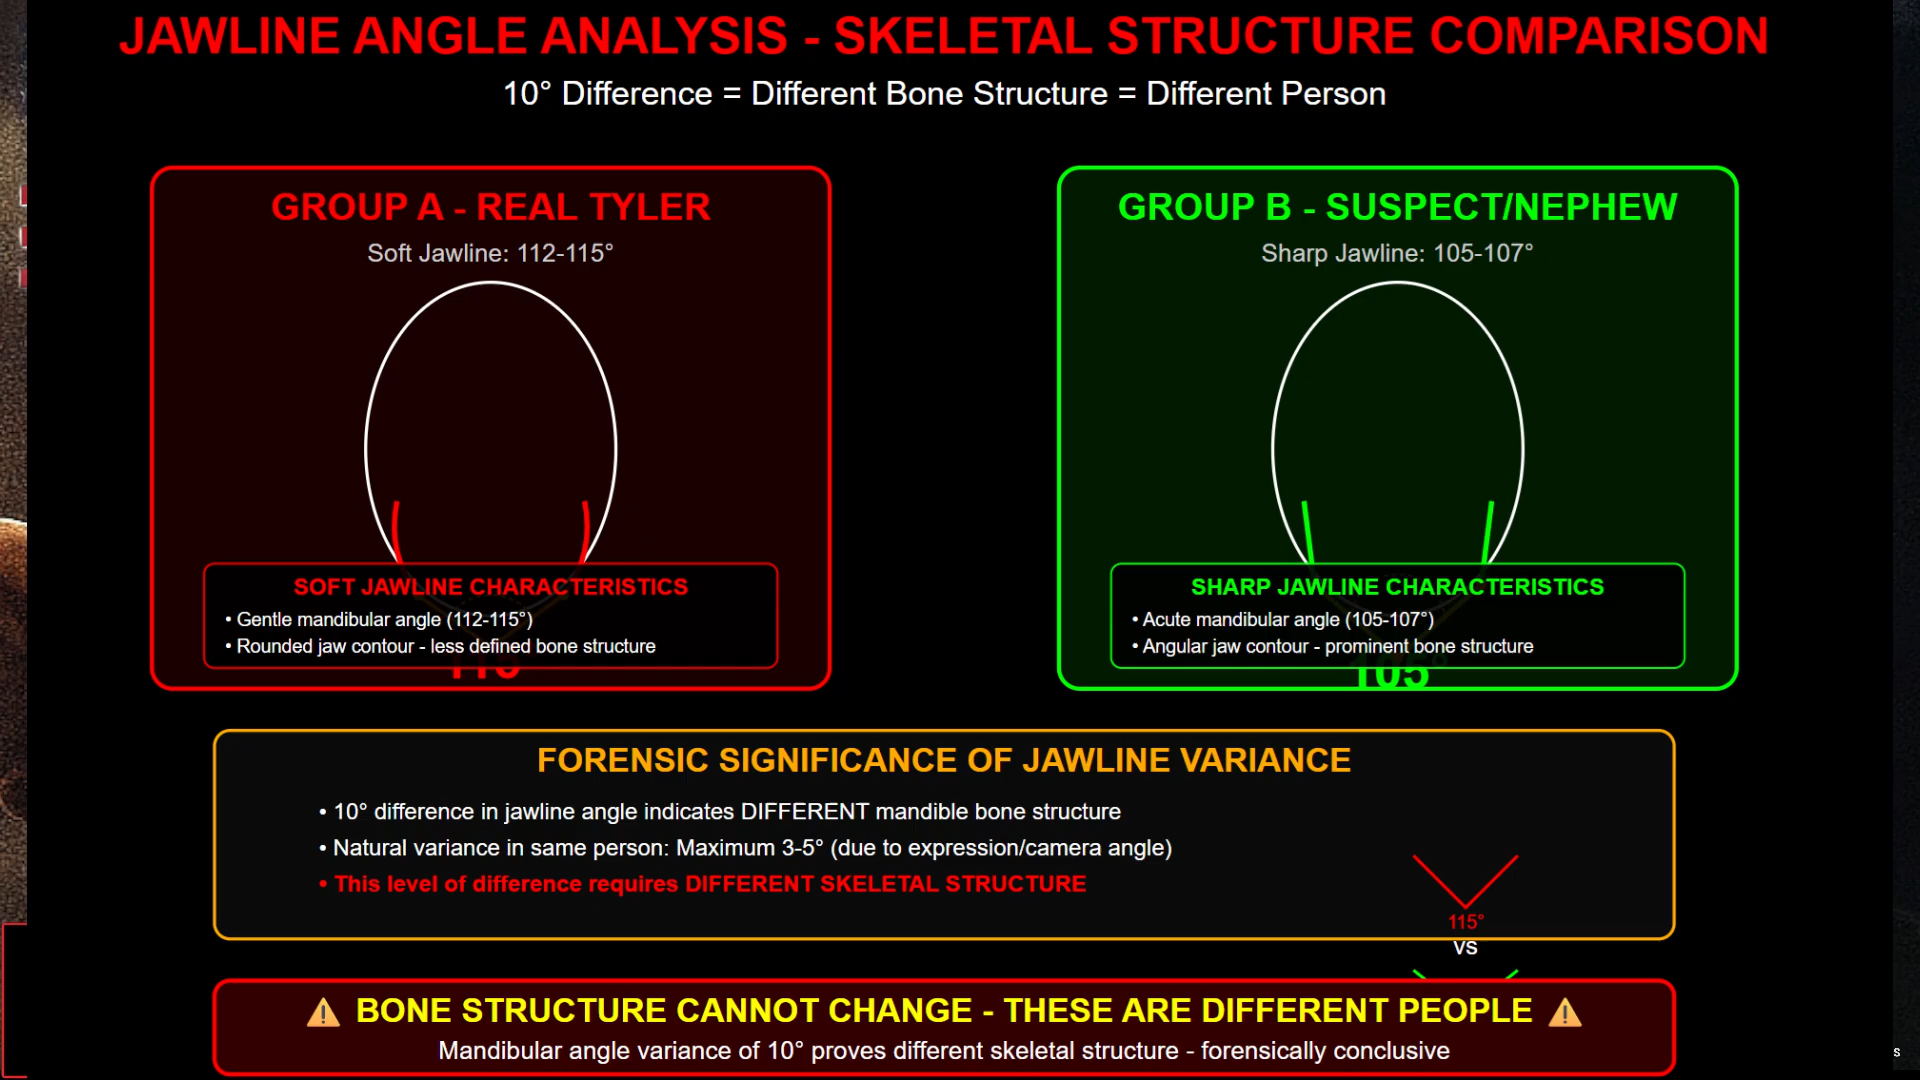 JAWLINE ANGLE ANALYSIS - SKELETAL STRUCTURE COMPARISON
10° Difference = Different Bone Structure = Different Person
GROUP A - REAL TYLER
Soft Jawline: 112-115°
SOFT JAWLINE CHARACTERISTICS
• Gentle mandibular angle (112-115°)
• Rounded jaw contour - less defined bone structure
GROUP B - SUSPECT/NEPHEW
Sharp Jawline: 105-107°
SHARP JAWLINE CHARACTERISTICS
• Acute mandibular angle (105-107°)
• Angular jaw contour - prominent bone structure
105°
FORENSIC SIGNIFICANCE OF JAWLINE VARIANCE
• 10° difference in jawline angle indicates DIFFERENT mandible bone structure
• Natural variance in same person: Maximum 3-5° (due to expression/camera angle)
• This level of difference requires DIFFERENT SKELETAL STRUCTURE
115°
VS
⚠ BONE STRUCTURE CANNOT CHANGE - THESE ARE DIFFERENT PEOPLE ⚠
Mandibular angle variance of 10° proves different skeletal structure - forensically conclusive